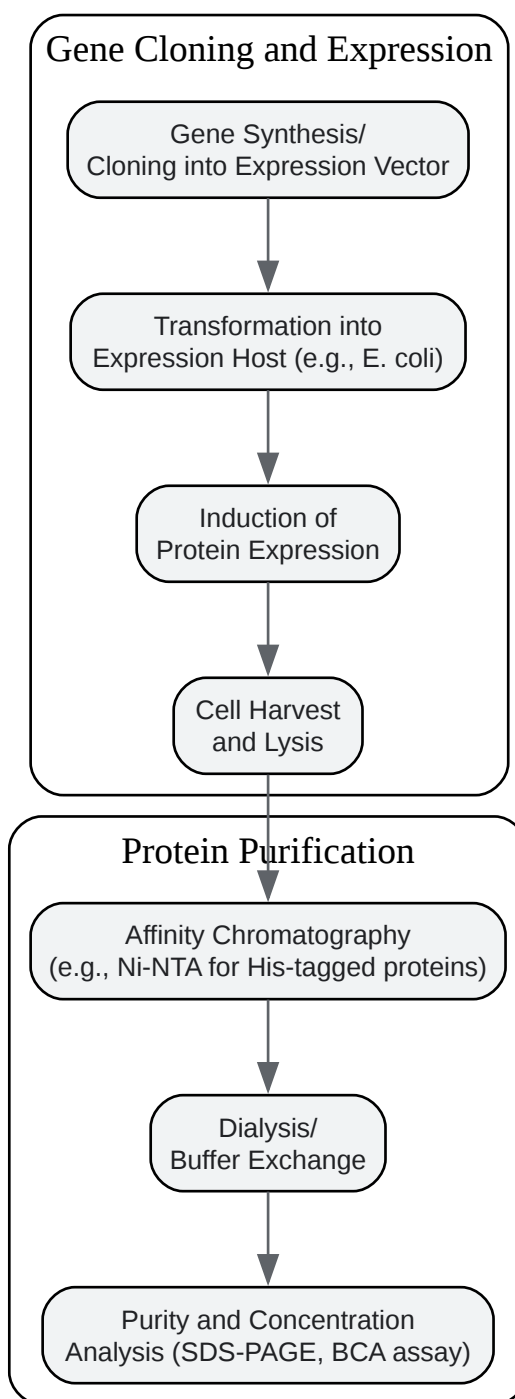 Gene Cloning and Expression
Gene Synthesis/
Cloning into Expression Vector
Transformation into
Expression Host (e.g., E. coli)
Induction of
Protein Expression
Cell Harvest
and Lysis
Protein Purification
Affinity Chromatography
(e.g., Ni-NTA for His-tagged proteins)
Dialysis/
Buffer Exchange
Purity and Concentration
Analysis (SDS-PAGE, BCA assay)